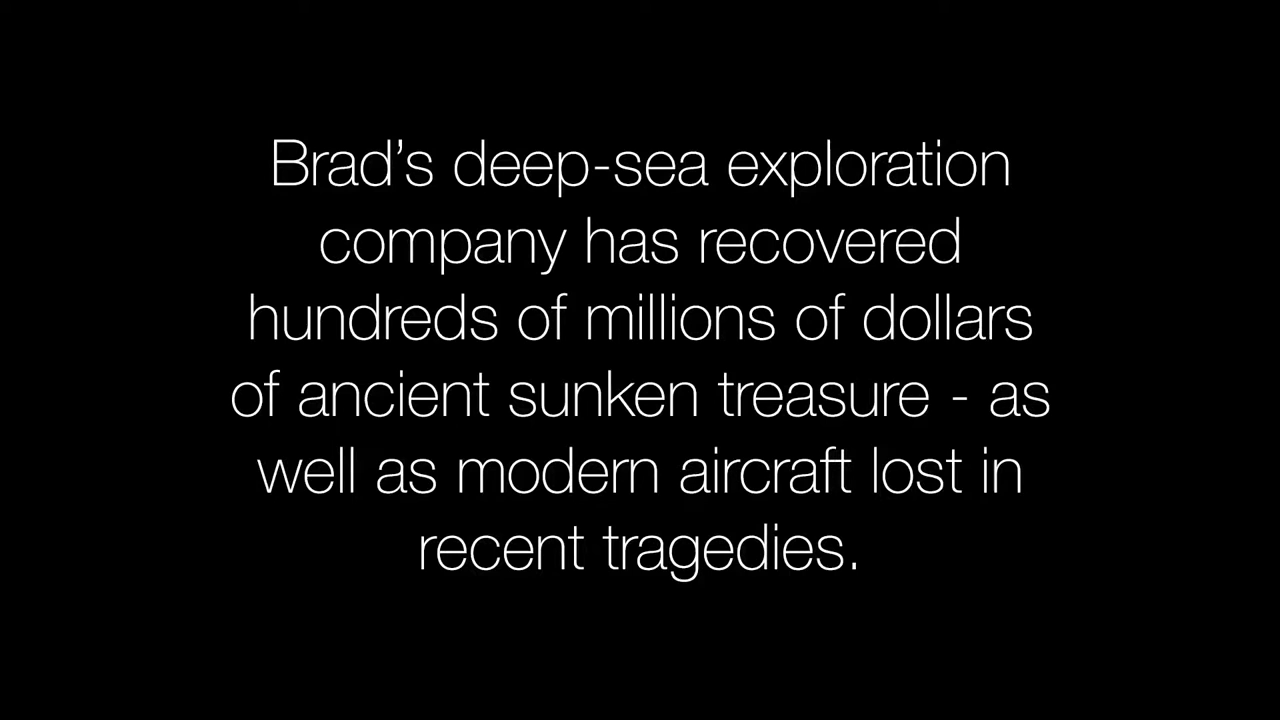 Brad’s deep-sea exploration
company has recovered
hundreds of millions of dollars
of ancient sunken treasure - as
well as modern aircraft lost in
recent tragedies.